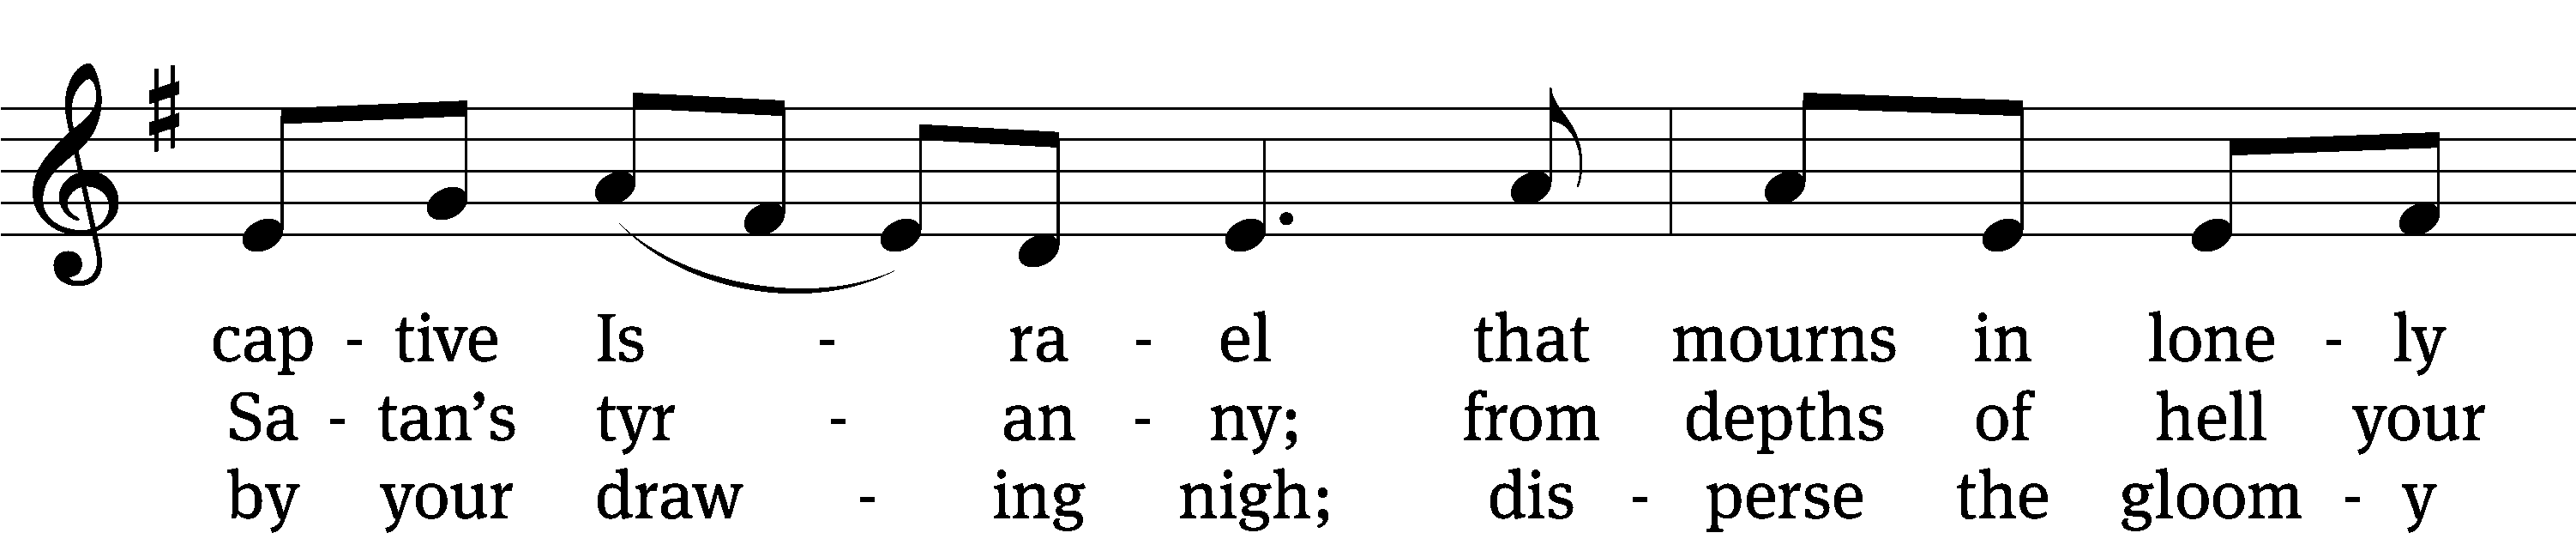 cap - tive Is - ra - el that mourns in lone - ly
Sa - tan's tyr - an - ny; from depths of hell your
by your draw - ing nigh; dis - perse the gloom - y